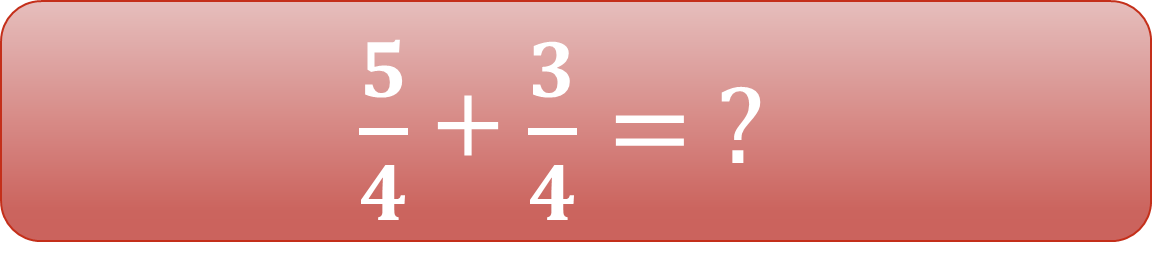 5/4 + 3/4 = ?